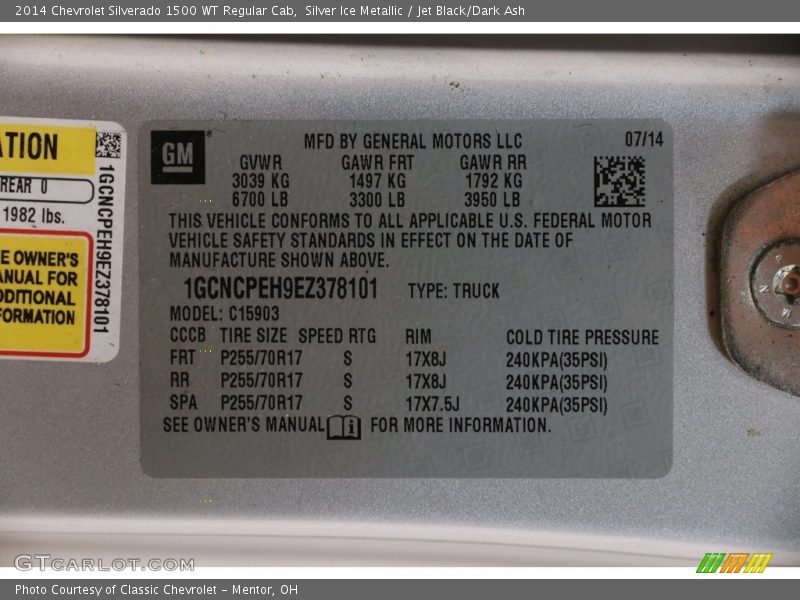 2014 Chevrolet Silverado 1500 WT Regular Cab, Silver Ice Metallic / Jet Black/Dark Ash
ATION
REAR 0
1982 lbs.
E OWNER'S
ANUAL FOR
DDITIONAL
FORMATION
1GCNCPEH9EZ378101
GM
MFD BY GENERAL MOTORS LLC 07/14
GVWR GAWR FRT GAWR RR
3039 KG 1497 KG 1792 KG
6700 LB 3300 LB 3950 LB
THIS VEHICLE CONFORMS TO ALL APPLICABLE U.S. FEDERAL MOTOR
VEHICLE SAFETY STANDARDS IN EFFECT ON THE DATE OF
MANUFACTURE SHOWN ABOVE.
1GCNCPEH9EZ378101 TYPE: TRUCK
MODEL: C15903
CCCB TIRE SIZE SPEED RTG RIM COLD TIRE PRESSURE
FRT P255/70R17 S 17X8J 240KPA(35PSI)
RR P255/70R17 S 17X8J 240KPA(35PSI)
SPA P255/70R17 S 17X7.5J 240KPA(35PSI)
SEE OWNER'S MANUAL FOR MORE INFORMATION.
GTCARLOT.COM
Photo Courtesy of Classic Chevrolet - Mentor, OH